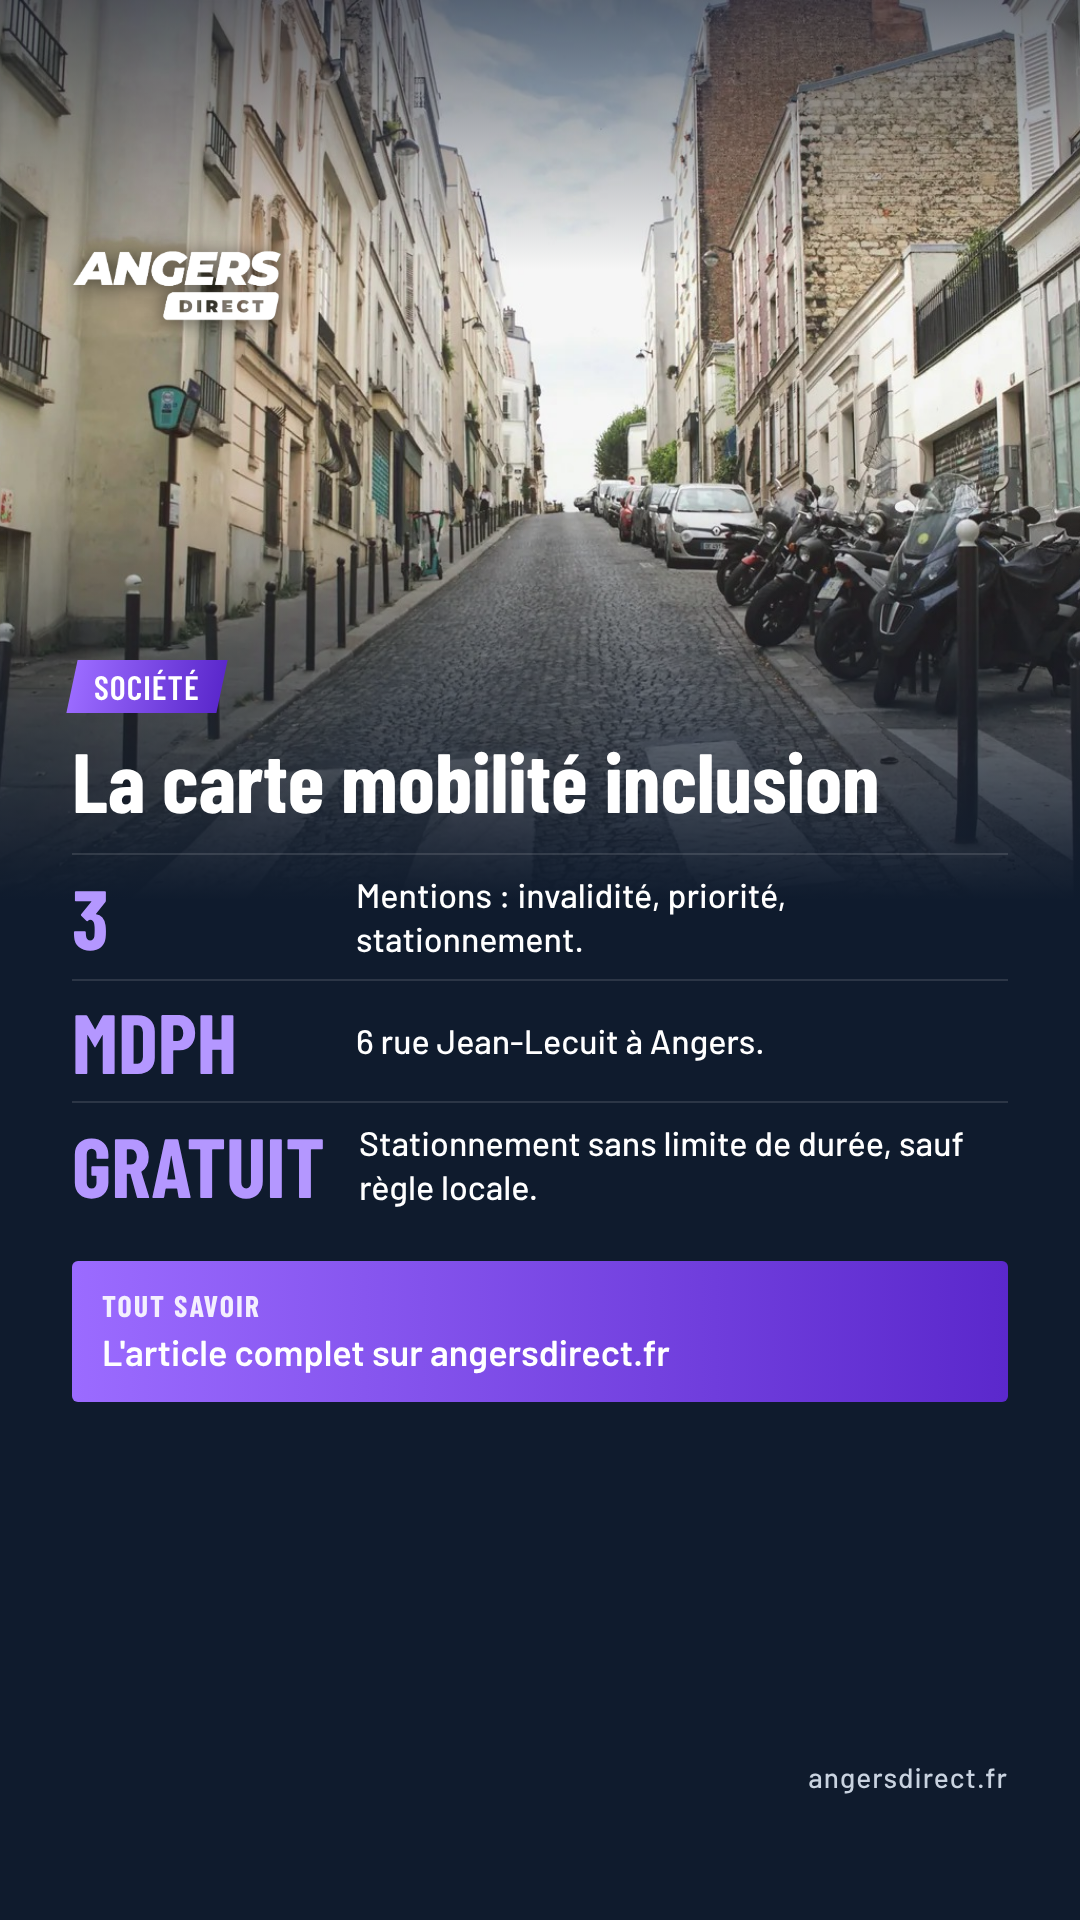 ANGERS
DIRECT
SOCIÉTÉ
La carte mobilité inclusion
3
Mentions : invalidité, priorité,
stationnement.
MDPH
6 rue Jean-Lecuit à Angers.
GRATUIT
Stationnement sans limite de durée, sauf
règle locale.
TOUT SAVOIR
L'article complet sur angersdirect.fr
angersdirect.fr